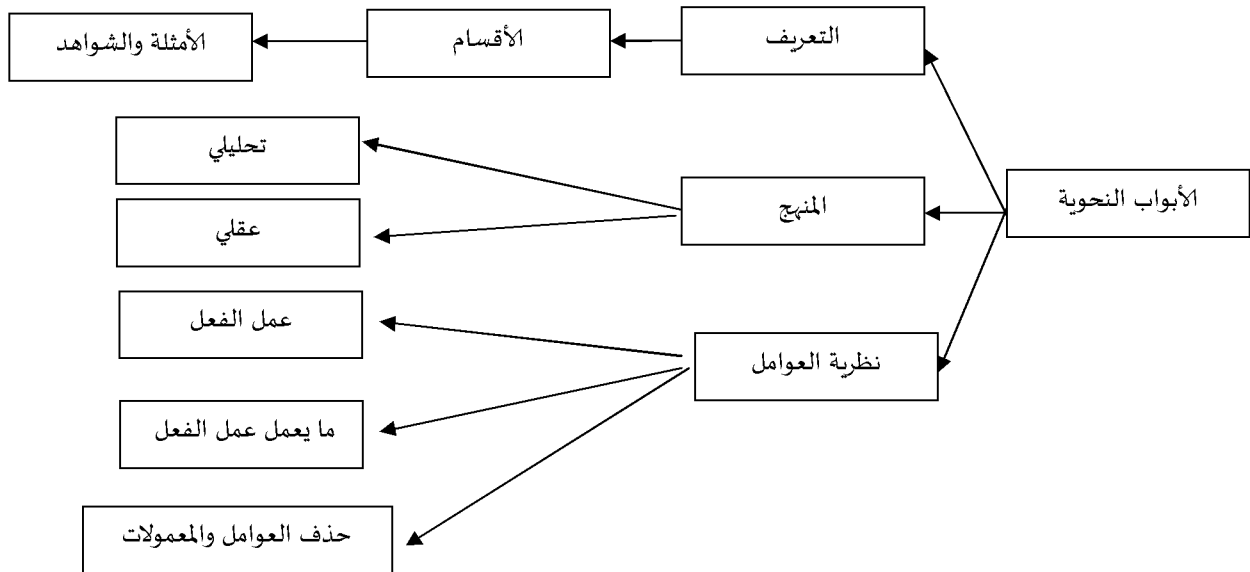 الأبواب النحوية
التعريف
الأقسام
الأمثلة والشواهد
المنهج
تحليلي
عقلي
نظرية العوامل
عمل الفعل
ما يعمل عمل الفعل
حذف العوامل والمعمولات